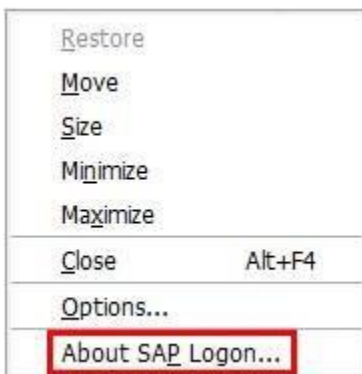 Restore
Move
Size
Minimize
Maximize
Close Alt+F4
Options...
About SAP Logon...